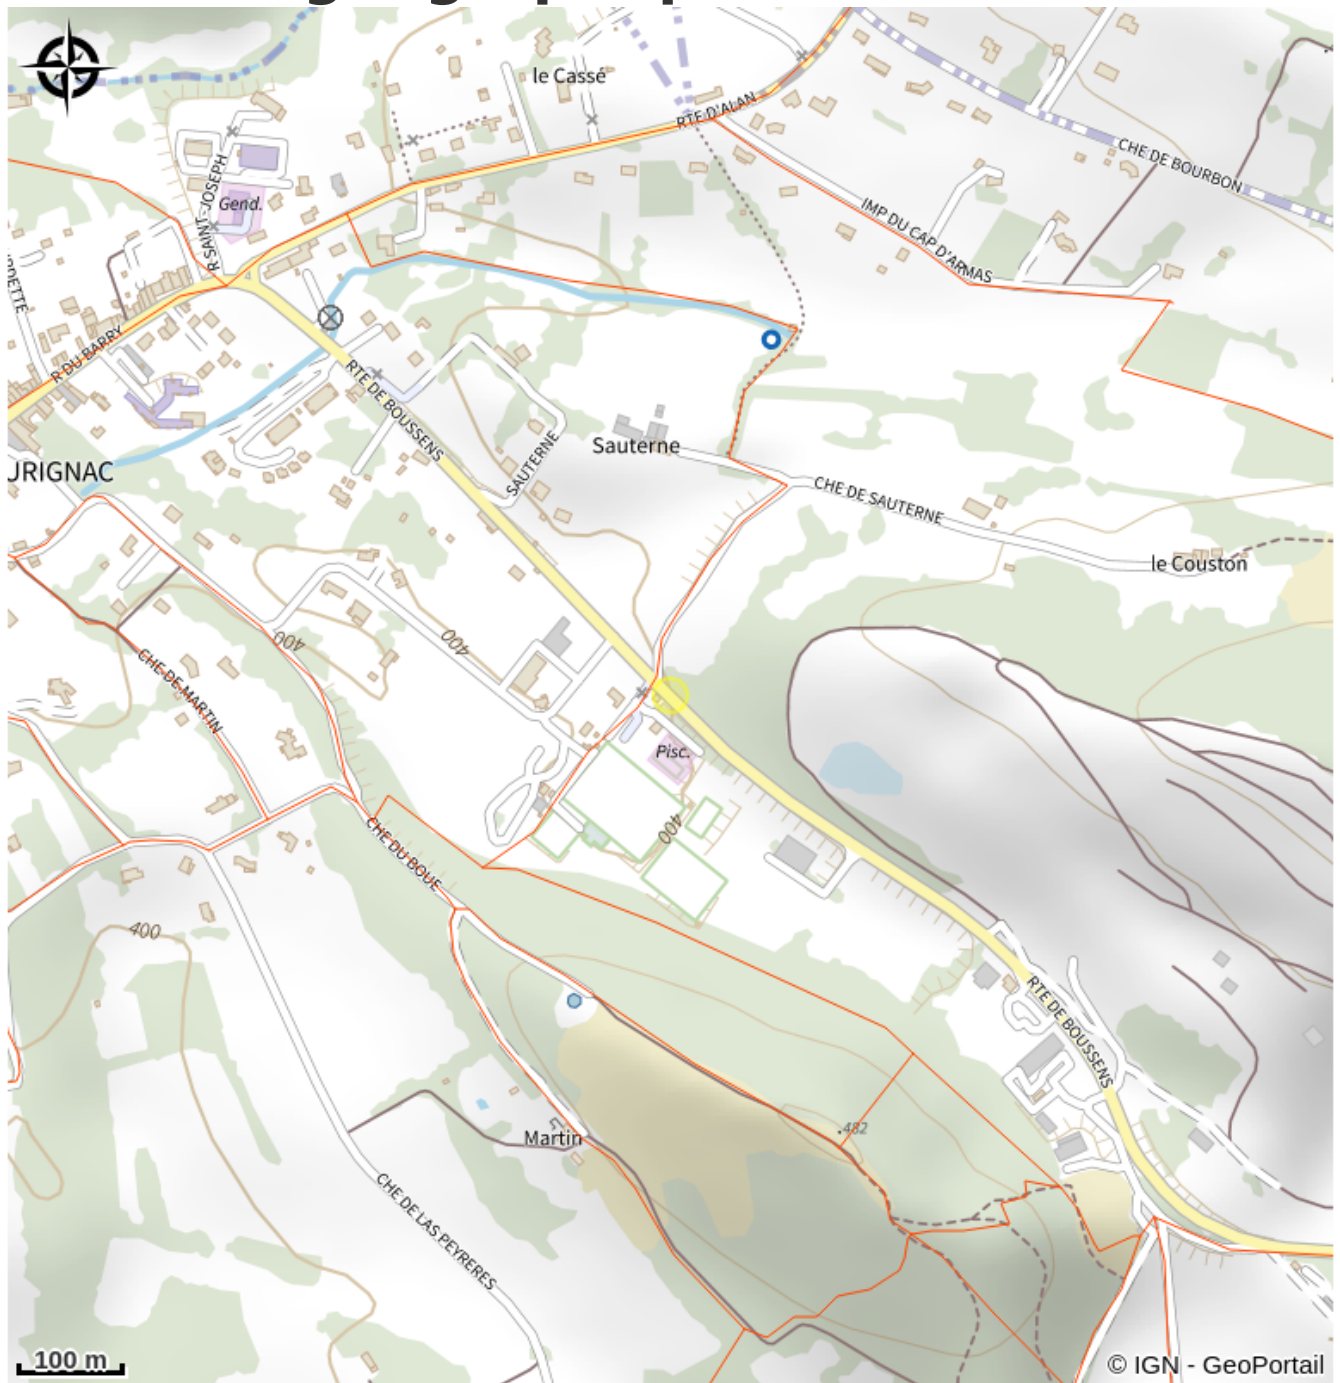 le Cassé
RTE D'ALAN
CHE DE BOURBON
R SAINT-JOSEPH
Gend.
IMP DU CAP D'ARMAS
R DU BARRY
RTE DE BOUSSENS
Sauterne
SAUTERNE
URIGNAC
CHE DE SAUTERNE
le Couston
400
400
CHE DE MARTIN
Pisc.
400
CHE DU BOUE
400
RTE DE BOUSSENS
482
Martin
CHE DE LAS PEYRERES
100 m
© IGN - GeoPortail